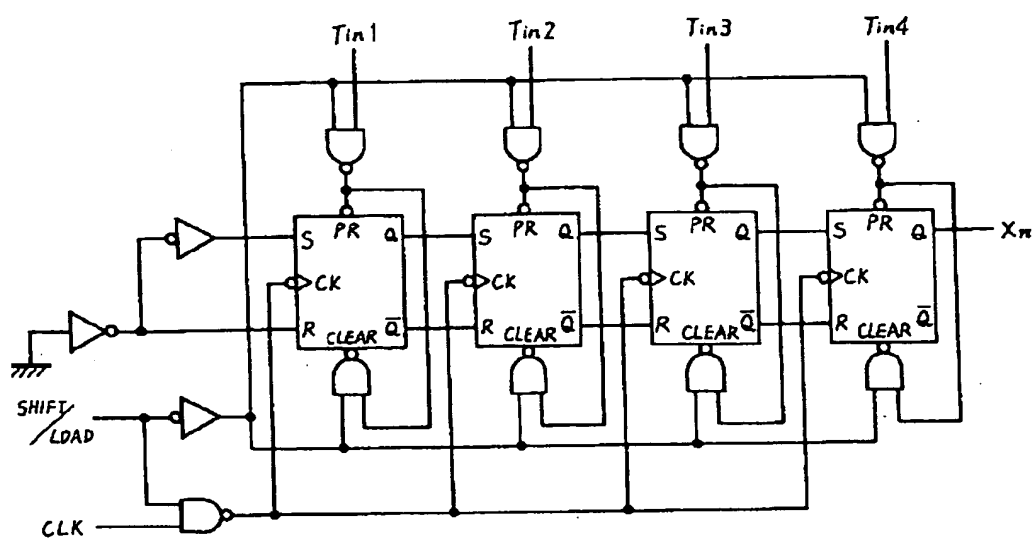 Tin1 Tin2 Tin3 Tin4
PR PR PR PR
S Q S Q S Q S Q Xn
CK CK CK CK
R Q̅ R Q̅ R Q̅ R Q̅
CLEAR CLEAR CLEAR CLEAR
SHIFT/LOAD
CLK